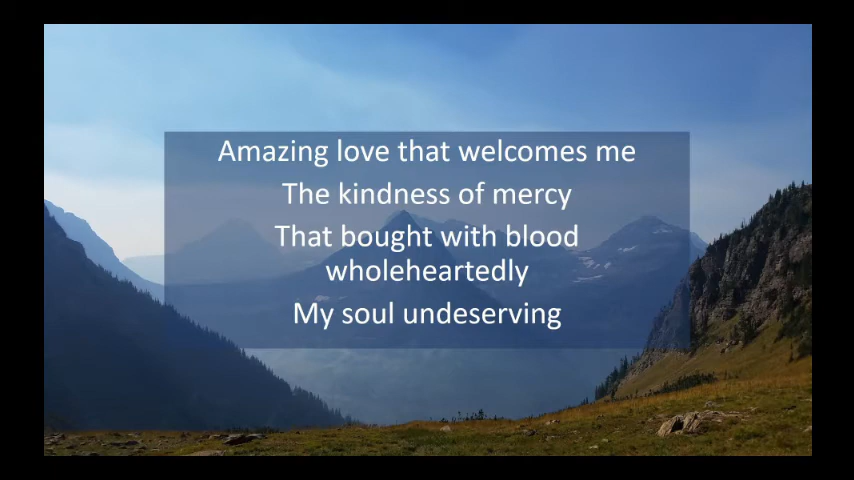 Amazing love that welcomes me
The kindness of mercy
That bought with blood
wholeheartedly
My soul undeserving